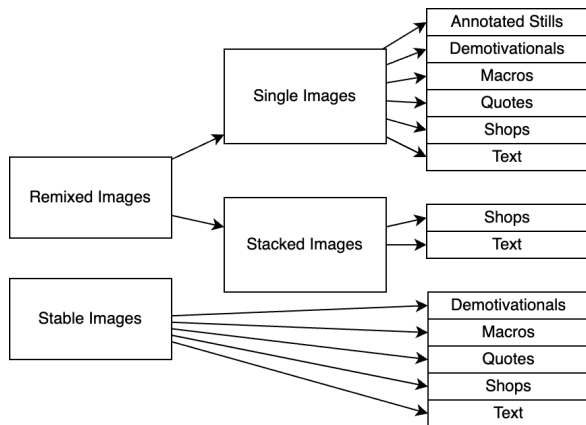 Annotated Stills
Demotivationals
Macros
Quotes
Shops
Text
Single Images
Remixed Images
Stacked Images
Shops
Text
Stable Images
Demotivationals
Macros
Quotes
Shops
Text